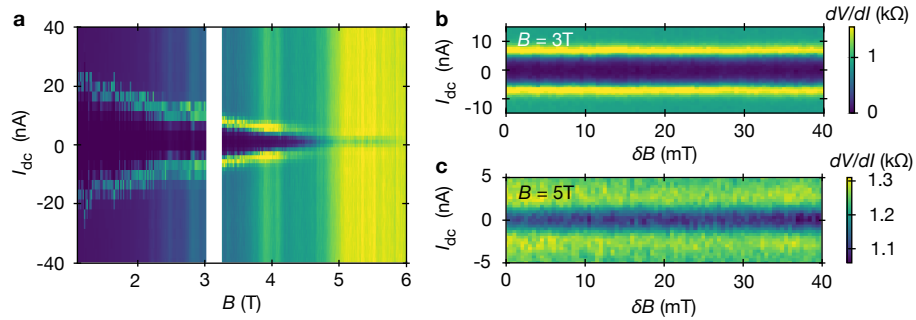 a
40
20
0
-20
-40
I_dc (nA)
2
3
4
5
6
B (T)
b
dV/dI (kΩ)
B = 3T
10
0
-10
I_dc (nA)
0
10
20
30
40
δB (mT)
1
0
c
dV/dI (kΩ)
B = 5T
5
0
-5
I_dc (nA)
0
10
20
30
40
δB (mT)
1.3
1.2
1.1